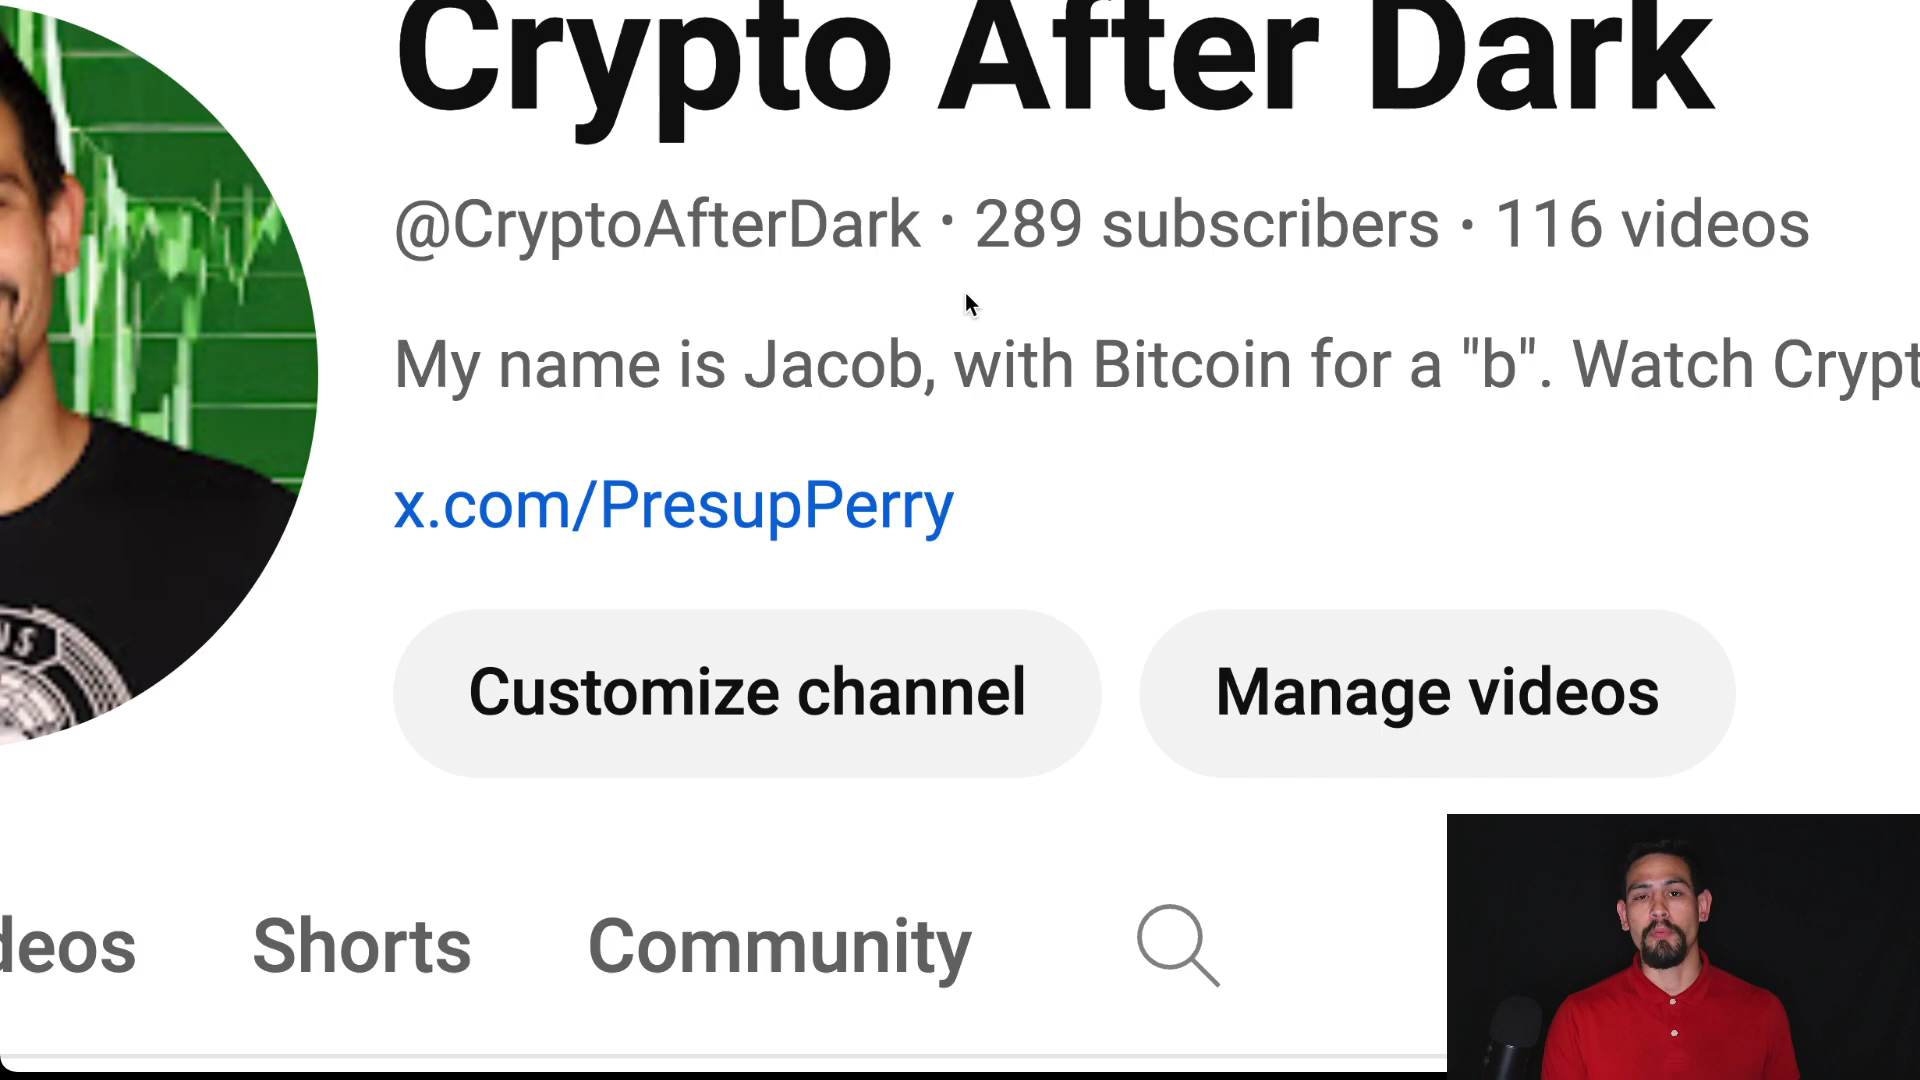 Crypto After Dark
@CryptoAfterDark · 289 subscribers · 116 videos
My name is Jacob, with Bitcoin for a "b". Watch Crypt
x.com/PresupPerry
Customize channel
Manage videos
deos
Shorts
Community